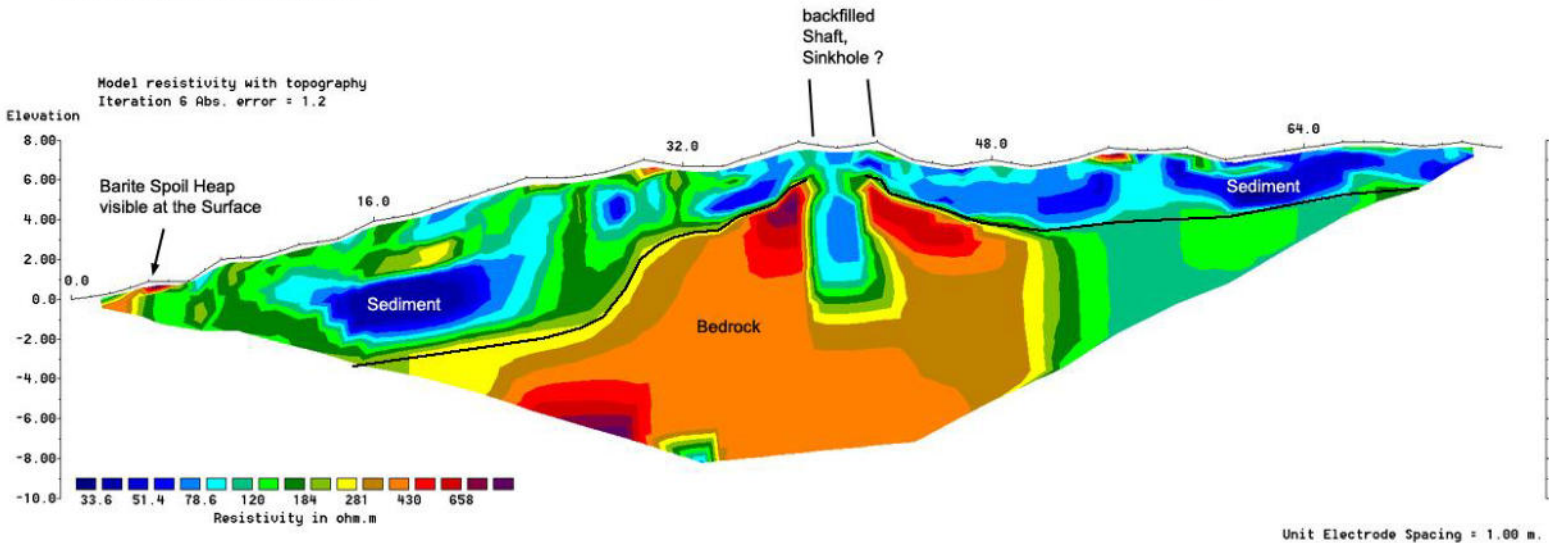 backfilled
Shaft,
Sinkhole ?
Model resistivity with topography
Iteration 6 Abs. error = 1.2
Elevation
8.00
6.00
4.00
2.00
0.0
-2.00
-4.00
-6.00
-8.00
-10.0
0.0
16.0
32.0
48.0
64.0
Barite Spoil Heap
visible at the Surface
Sediment
Sediment
Bedrock
33.6 51.4 78.6 120 184 281 430 658
Resistivity in ohm.m
Unit Electrode Spacing = 1.00 m.